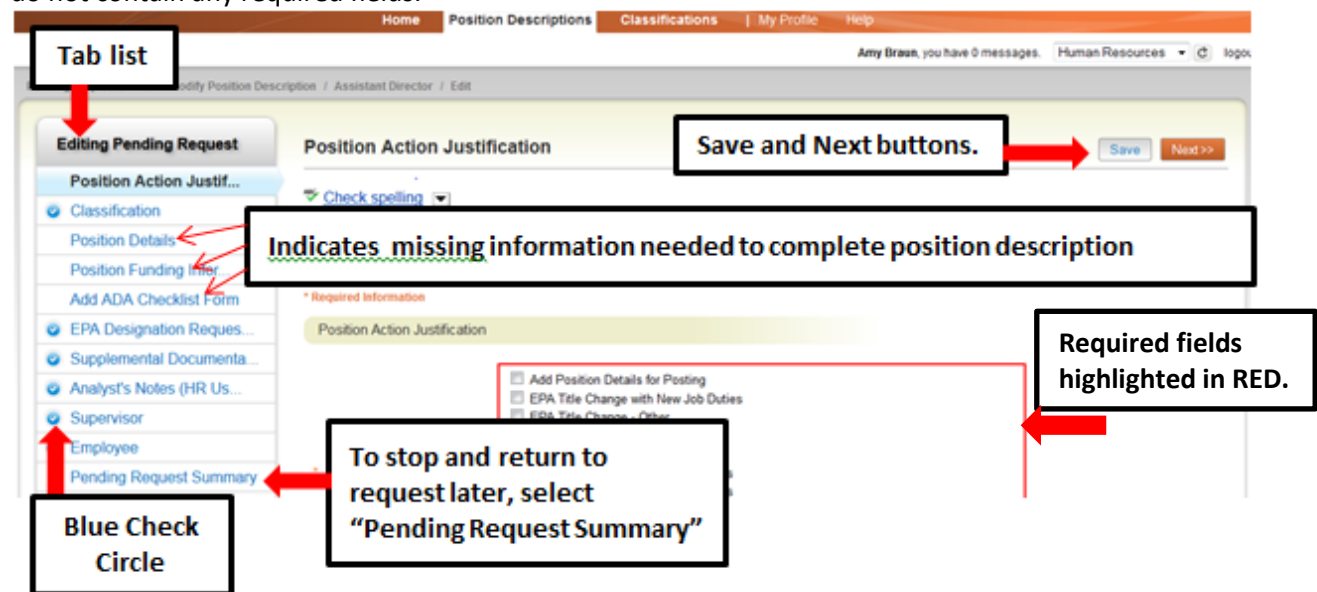 do not contain any required fields.
Home Position Descriptions Classifications | My Profile Help
Tab list
Amy Braun, you have 0 messages. Human Resources logou
odify Position Description / Assistant Director / Edit
Editing Pending Request
Position Action Justification
Save and Next buttons.
Save Next >>
Position Action Justif...
Check spelling
Classification
Position Details
Indicates missing information needed to complete position description
Position Funding Infor...
Add ADA Checklist Form
* Required Information
EPA Designation Reques...
Position Action Justification
Supplemental Documenta...
Required fields
highlighted in RED.
Add Position Details for Posting
Analyst's Notes (HR Us...
EPA Title Change with New Job Duties
Supervisor
EPA Title Change - Other
Employee
To stop and return to
request later, select
"Pending Request Summary"
Pending Request Summary
Blue Check
Circle